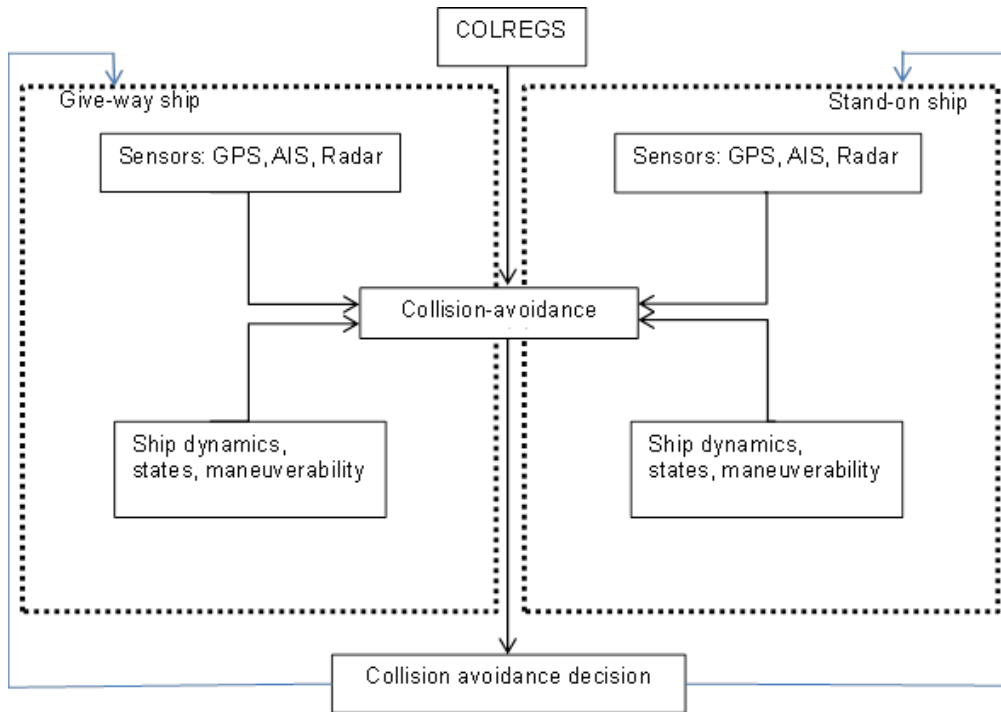 COLREGS
Give-way ship
Stand-on ship
Sensors: GPS, AIS, Radar
Sensors: GPS, AIS, Radar
Collision-avoidance
Ship dynamics,
states, maneuverability
Ship dynamics,
states, maneuverability
Collision avoidance decision